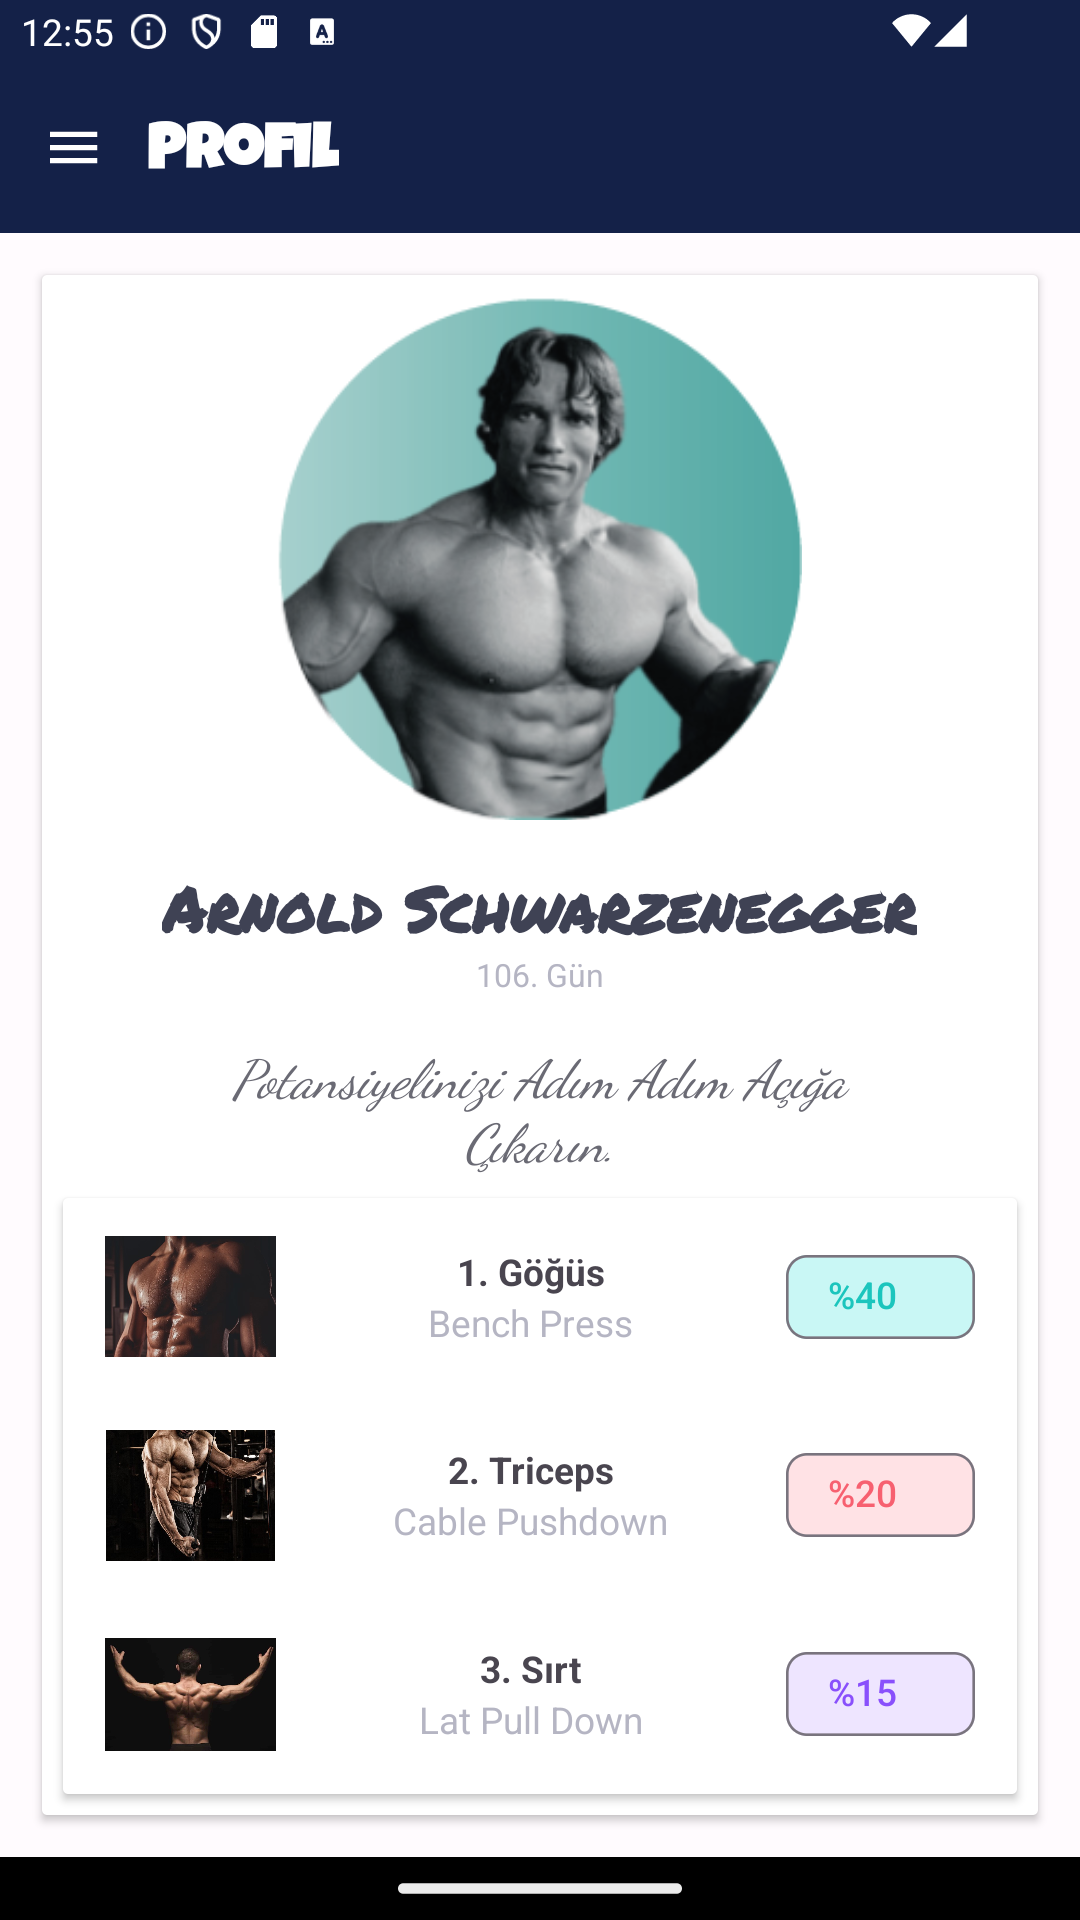 12:55
PROFIL
Arnold Schwarzenegger
106. Gün
Potansiyelinizi Adım Adım Açığa
Çıkarın.
1. Göğüs
Bench Press
%40
2. Triceps
Cable Pushdown
%20
3. Sırt
Lat Pull Down
%15